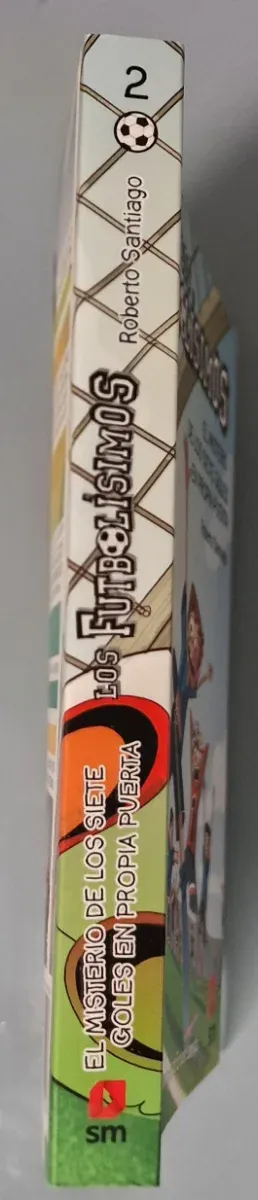 2
Roberto Santiago
LOS FUTBOLÍSIMOS
EL MISTERIO DE LOS SIETE
GOLES EN PROPIA PUERTA
sm